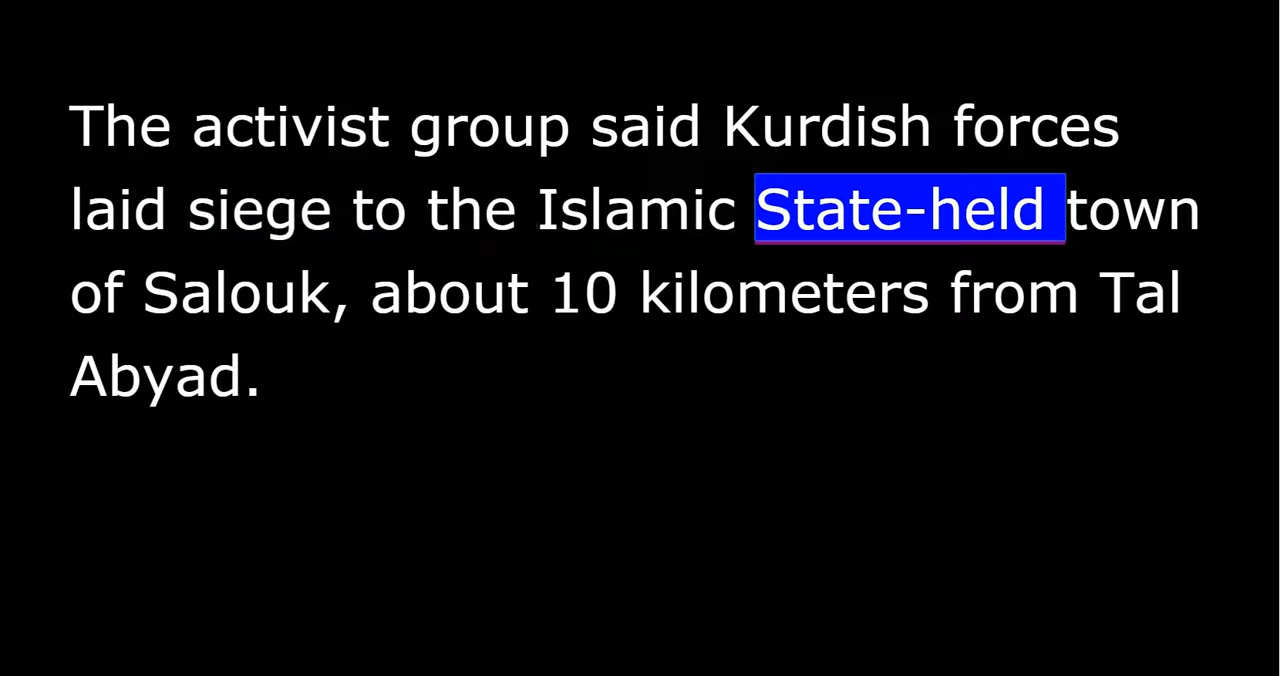 The activist group said Kurdish forces
laid siege to the Islamic State-held town
of Salouk, about 10 kilometers from Tal
Abyad.